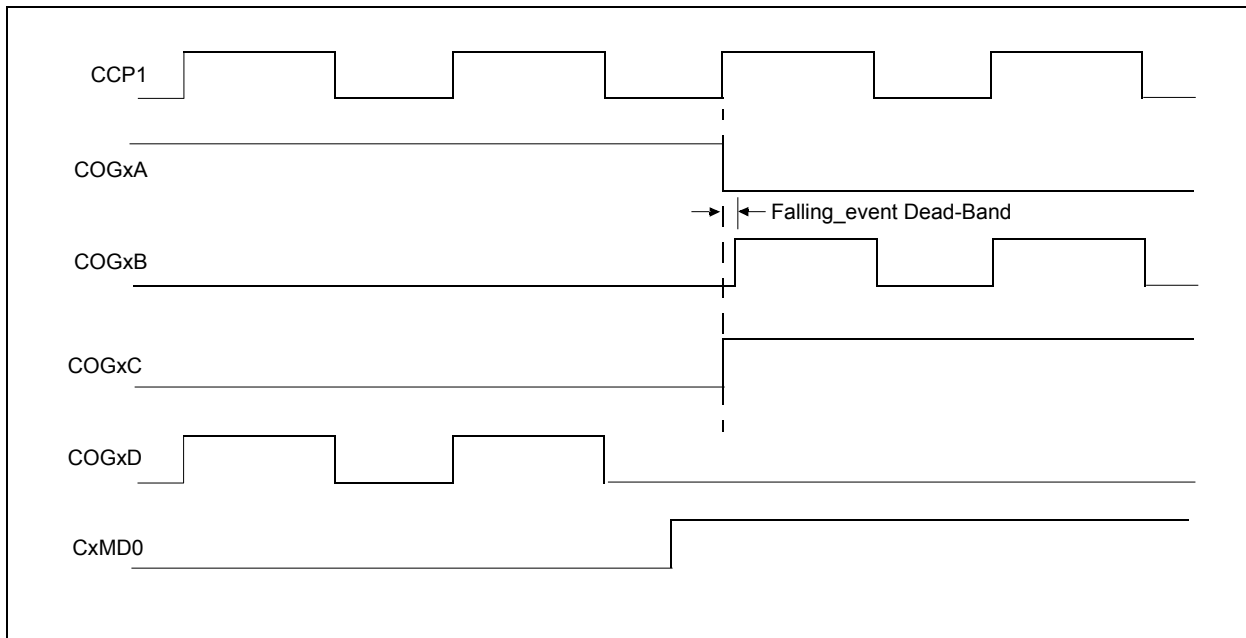 CCP1
COGxA
Falling_event Dead-Band
COGxB
COGxC
COGxD
CxMD0